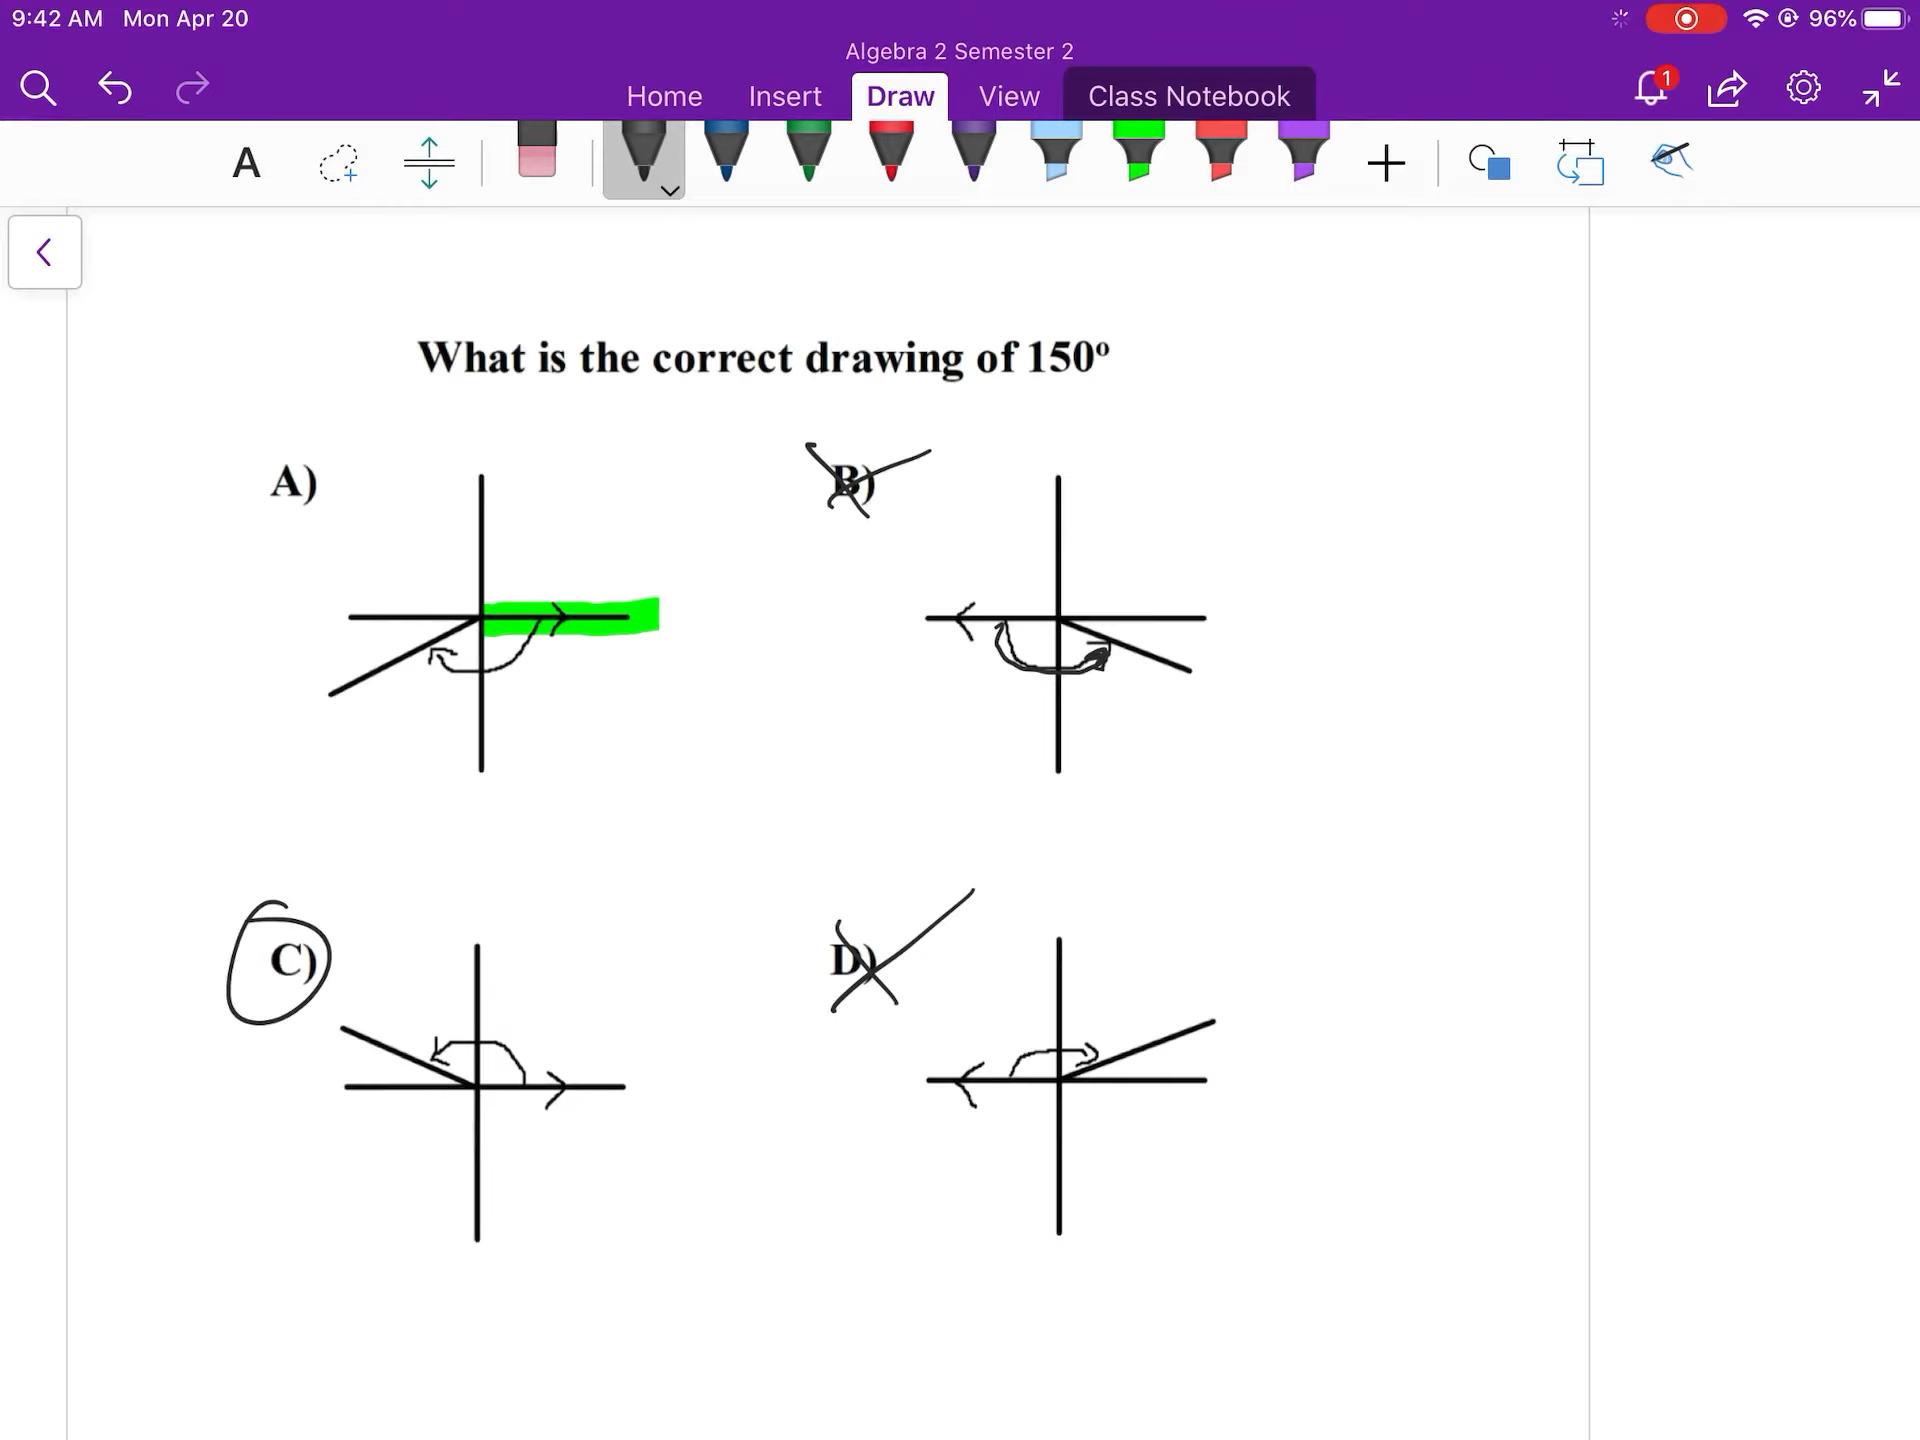 9:42 AM Mon Apr 20
96%
Algebra 2 Semester 2
Home Insert Draw View Class Notebook
1
A
What is the correct drawing of 150º
A)
B)
C)
D)